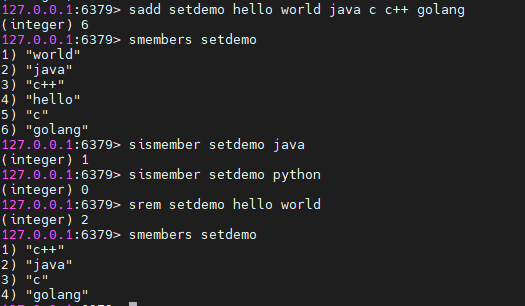 127.0.0.1:6379> sadd setdemo hello world java c c++ golang
(integer) 6
127.0.0.1:6379> smembers setdemo
1) "world"
2) "java"
3) "c++"
4) "hello"
5) "c"
6) "golang"
127.0.0.1:6379> sismember setdemo java
(integer) 1
127.0.0.1:6379> sismember setdemo python
(integer) 0
127.0.0.1:6379> srem setdemo hello world
(integer) 2
127.0.0.1:6379> smembers setdemo
1) "c++"
2) "java"
3) "c"
4) "golang"